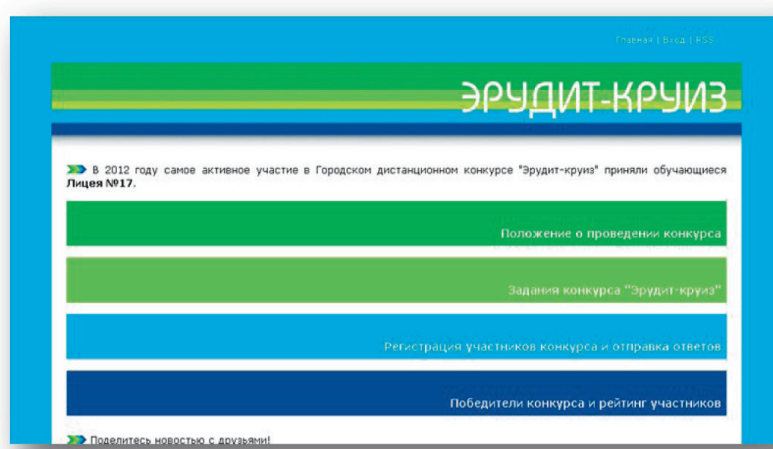 Главная | Вход | RSS
ЭРУДИТ-КРУИЗ
В 2012 году самое активное участие в Городском дистанционном конкурсе "Эрудит-круиз" приняли обучающиеся
Лицея №17.
Положение о проведении конкурса
Задания конкурса "Эрудит-круиз"
Регистрация участников конкурса и отправка ответов
Победители конкурса и рейтинг участников
Поделитесь новостью с друзьями!